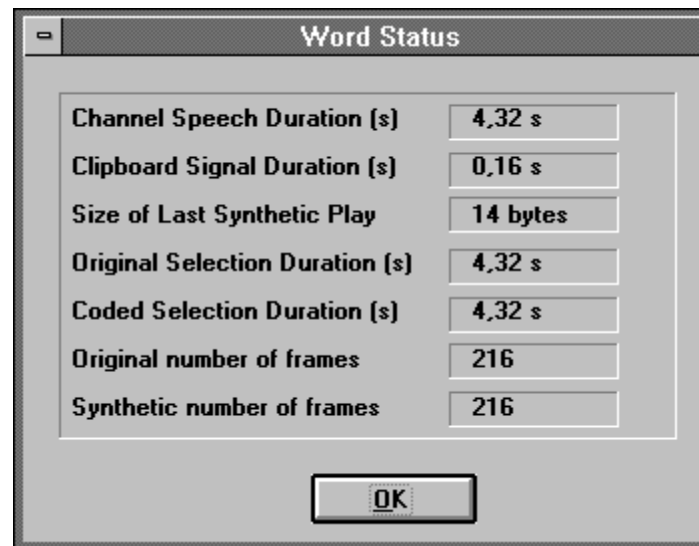 Word Status
Channel Speech Duration (s) 4,32 s
Clipboard Signal Duration (s) 0,16 s
Size of Last Synthetic Play 14 bytes
Original Selection Duration (s) 4,32 s
Coded Selection Duration (s) 4,32 s
Original number of frames 216
Synthetic number of frames 216
OK